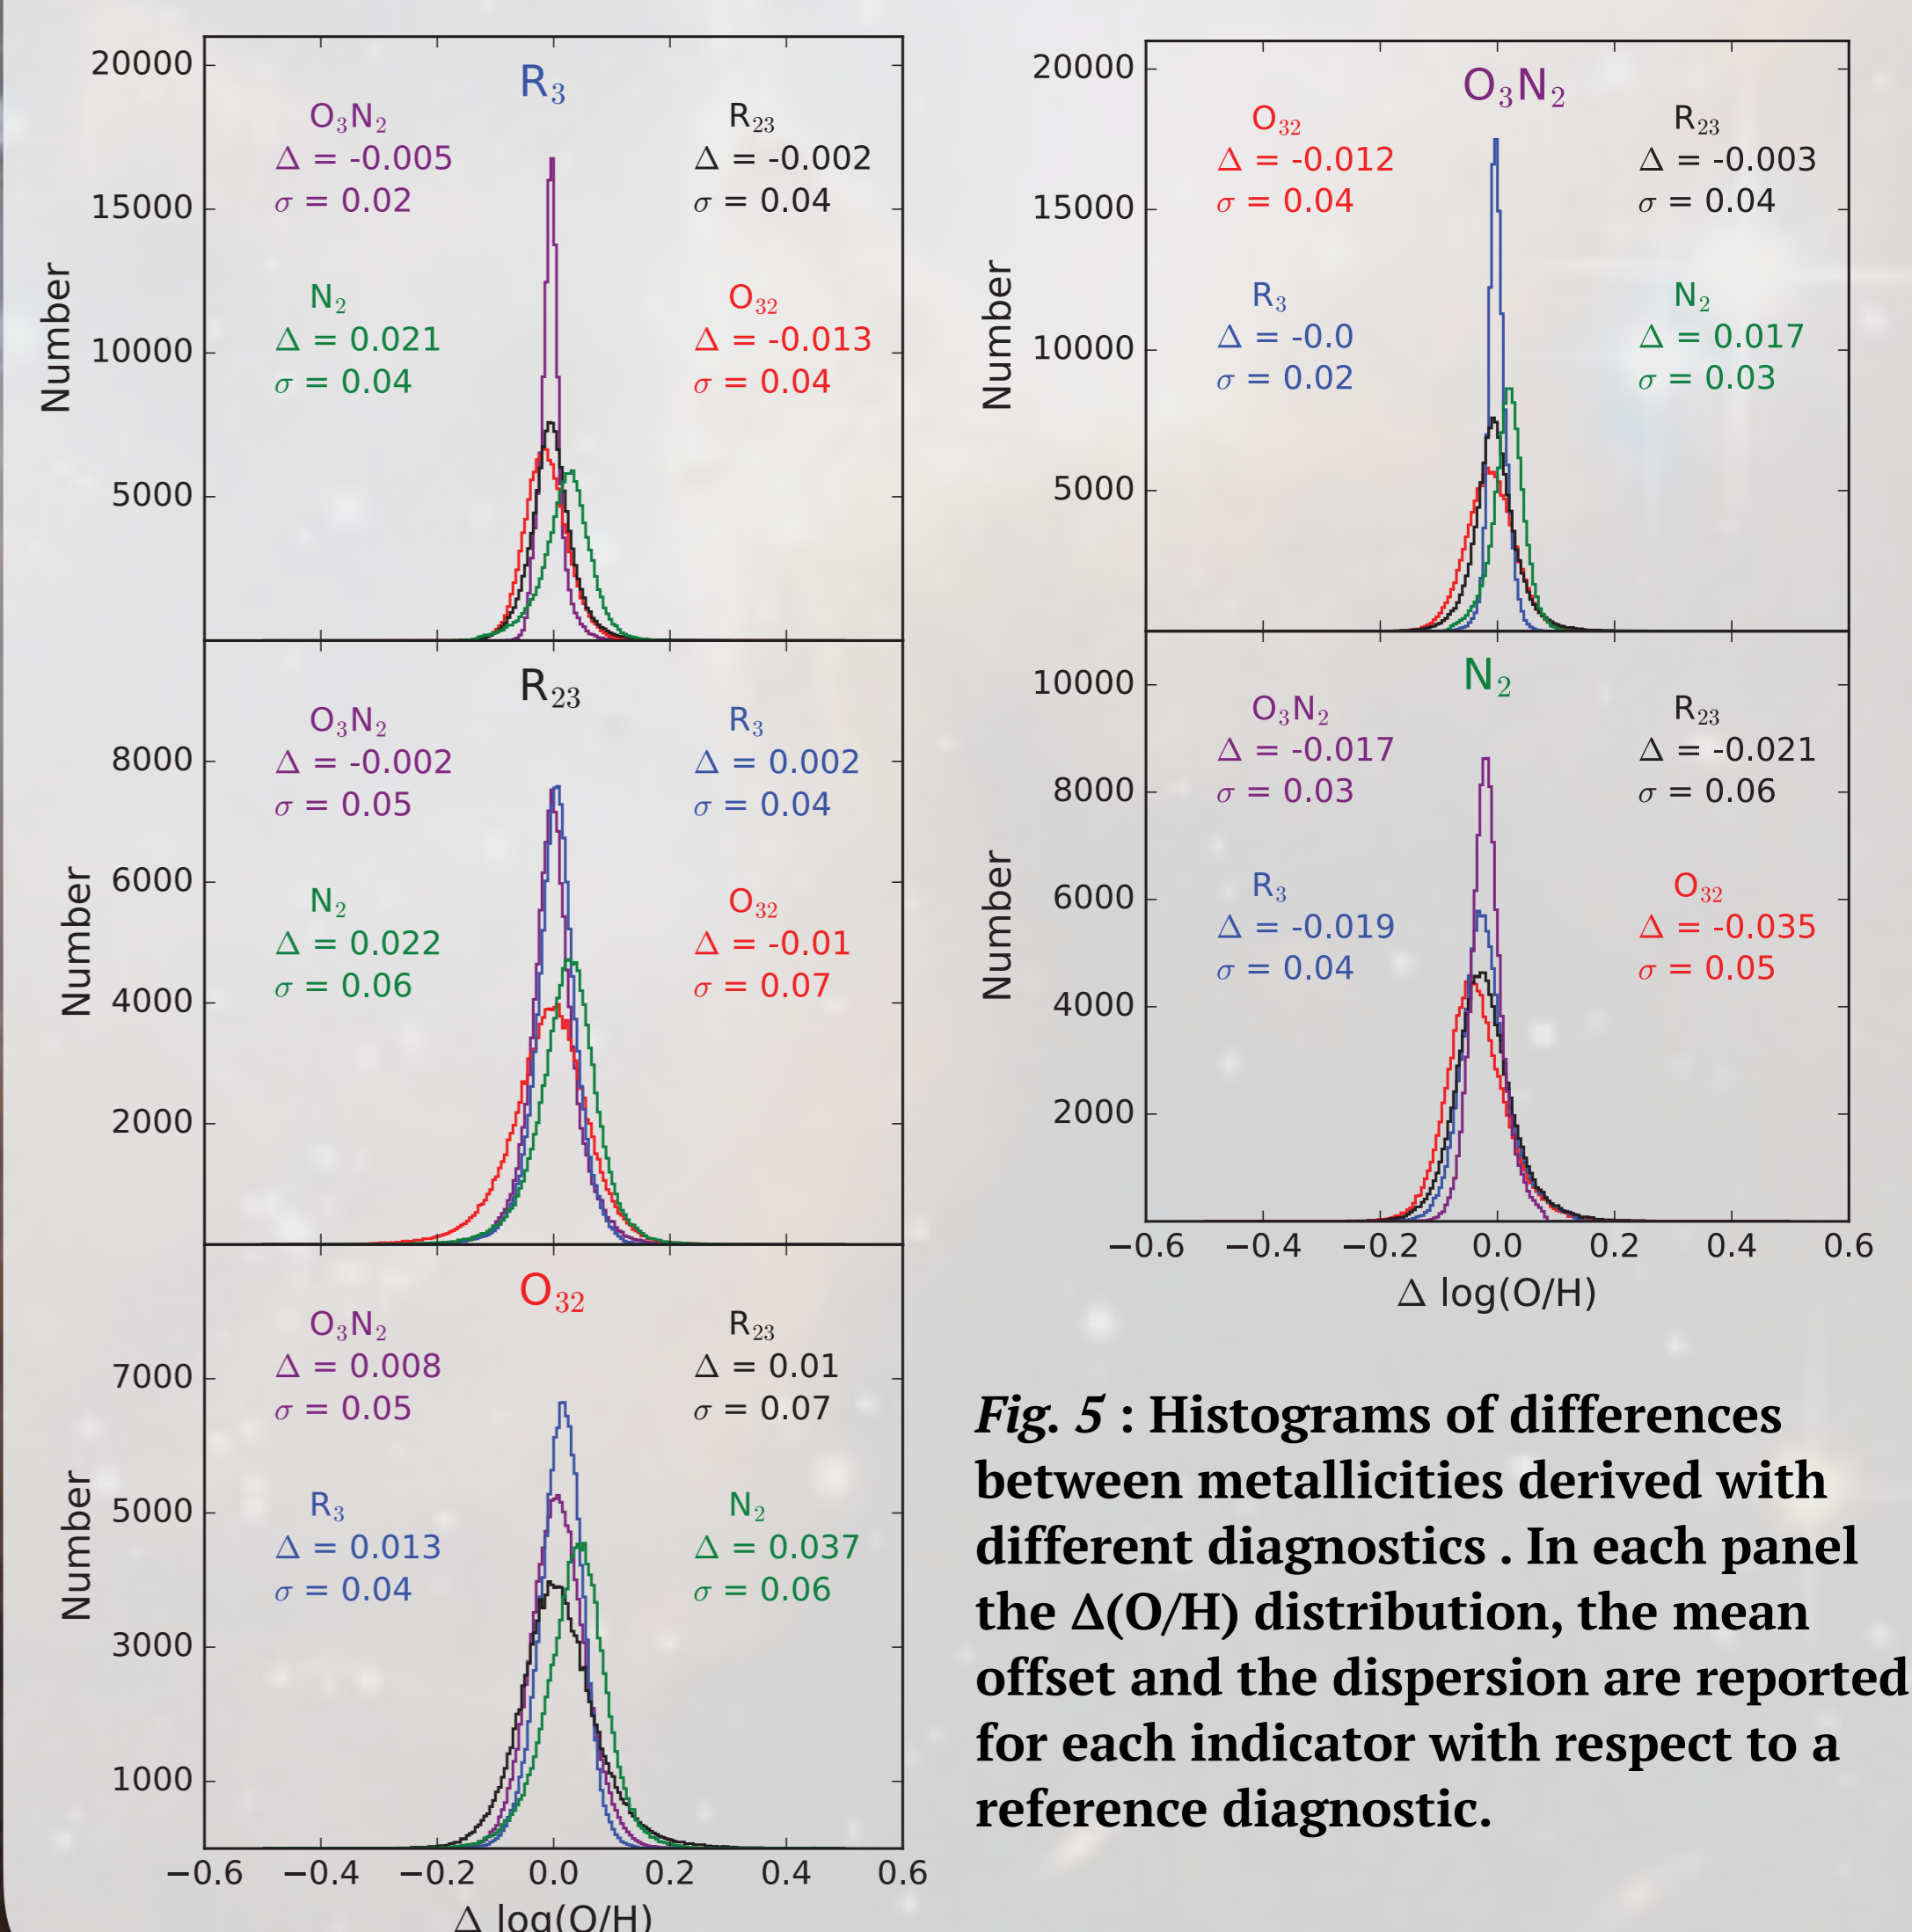 R₃
O₃N₂
Δ = -0.005
σ = 0.02
R₂₃
Δ = -0.002
σ = 0.04
N₂
Δ = 0.021
σ = 0.04
O₃₂
Δ = -0.013
σ = 0.04
20000
15000
10000
5000
Number
R₂₃
O₃N₂
Δ = -0.002
σ = 0.05
R₃
Δ = 0.002
σ = 0.04
N₂
Δ = 0.022
σ = 0.06
O₃₂
Δ = -0.01
σ = 0.07
8000
6000
4000
2000
Number
O₃₂
O₃N₂
Δ = 0.008
σ = 0.05
R₂₃
Δ = 0.01
σ = 0.07
R₃
Δ = 0.013
σ = 0.04
N₂
Δ = 0.037
σ = 0.06
7000
5000
3000
1000
Number
−0.6 −0.4 −0.2 0.0 0.2 0.4 0.6
Δ log(O/H)
O₃N₂
O₃₂
Δ = -0.012
σ = 0.04
R₂₃
Δ = -0.003
σ = 0.04
R₃
Δ = -0.0
σ = 0.02
N₂
Δ = 0.017
σ = 0.03
20000
15000
10000
5000
Number
N₂
O₃N₂
Δ = -0.017
σ = 0.03
R₂₃
Δ = -0.021
σ = 0.06
R₃
Δ = -0.019
σ = 0.04
O₃₂
Δ = -0.035
σ = 0.05
10000
8000
6000
4000
2000
Number
−0.6 −0.4 −0.2 0.0 0.2 0.4 0.6
Δ log(O/H)
Fig. 5 : Histograms of differences
between metallicities derived with
different diagnostics . In each panel
the Δ(O/H) distribution, the mean
offset and the dispersion are reported
for each indicator with respect to a
reference diagnostic.